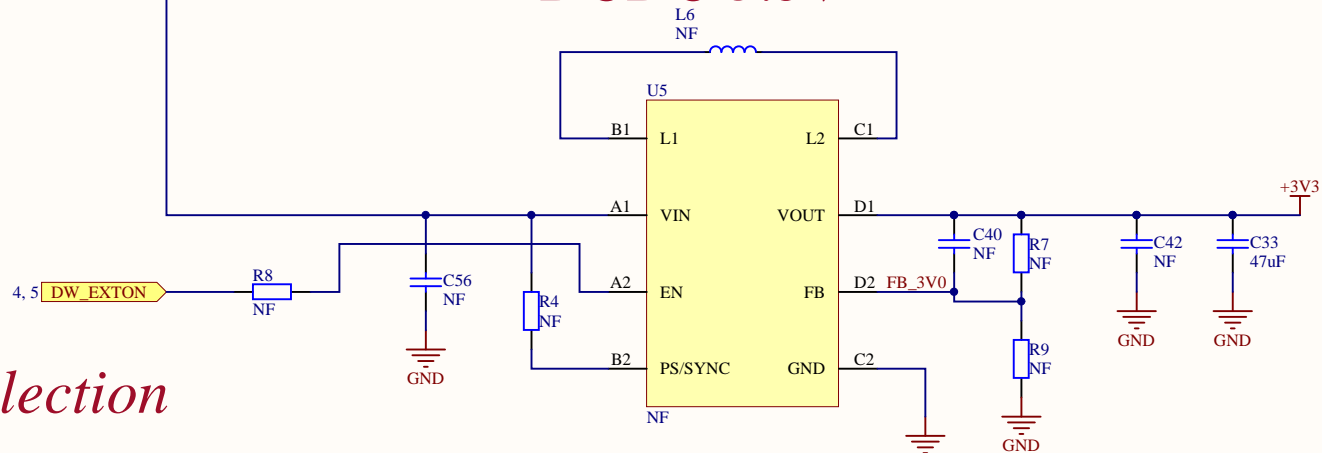 L6
NF
U5
B1
L1
L2
C1
+3V3
A1
VIN
VOUT
D1
C40
NF
R7
NF
C42
NF
C33
47uF
4, 5
DW_EXTON
R8
NF
C56
NF
R4
NF
A2
EN
FB
D2
FB_3V0
GND
GND
R9
NF
B2
PS/SYNC
GND
C2
GND
lection
NF
GND